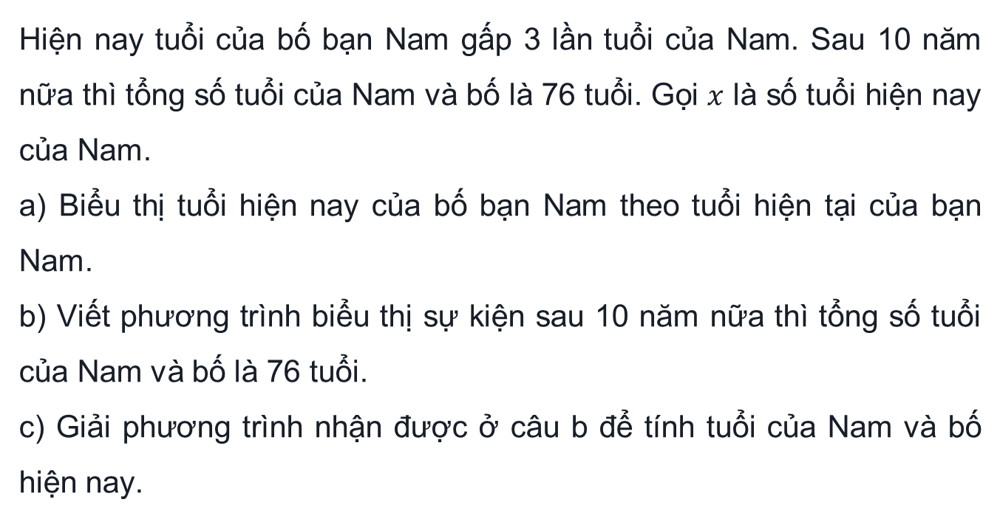 Hiện nay tuổi của bố bạn Nam gấp 3 lần tuổi của Nam. Sau 10 năm
nữa thì tổng số tuổi của Nam và bố là 76 tuổi. Gọi x là số tuổi hiện nay
của Nam.
a) Biểu thị tuổi hiện nay của bố bạn Nam theo tuổi hiện tại của bạn
Nam.
b) Viết phương trình biểu thị sự kiện sau 10 năm nữa thì tổng số tuổi
của Nam và bố là 76 tuổi.
c) Giải phương trình nhận được ở câu b để tính tuổi của Nam và bố
hiện nay.